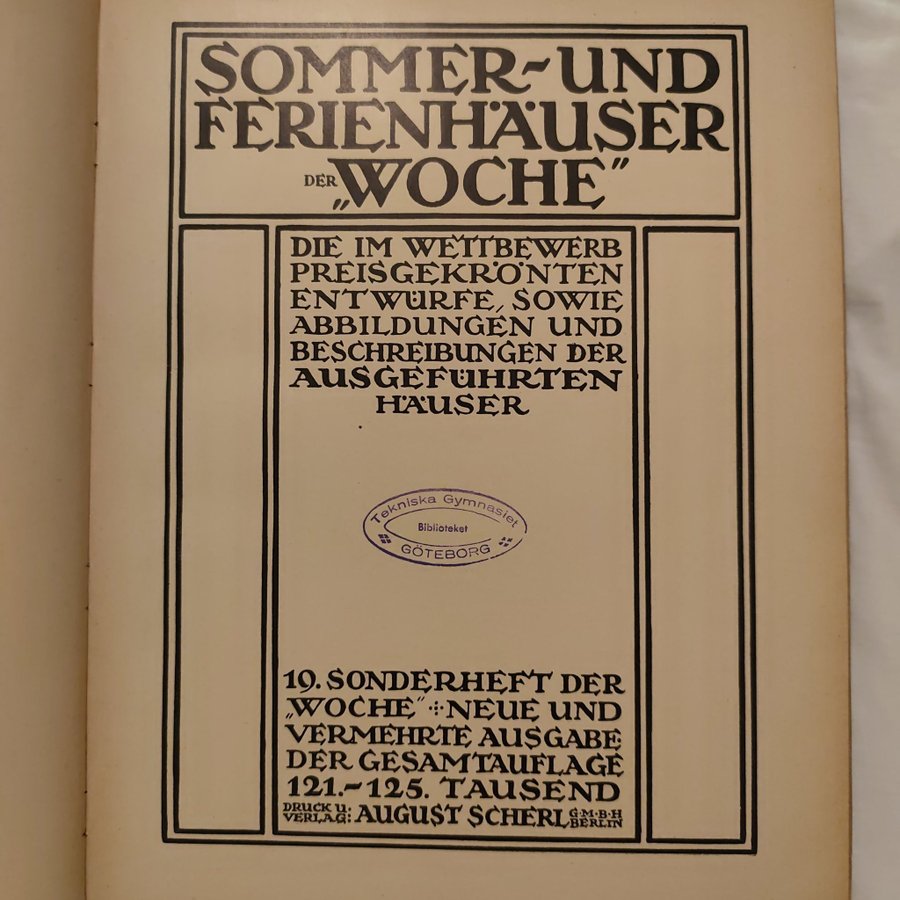 SOMMER- UND
FERIENHÄUSER
DER „WOCHE“
DIE IM WETTBEWERB
PREISGEKRÖNTEN
ENTWÜRFE, SOWIE
ABBILDUNGEN UND
BESCHREIBUNGEN DER
AUSGEFÜHRTEN
HÄUSER
Tekniska Gymnasiet
Biblioteket
GÖTEBORG
19. SONDERHEFT DER
„WOCHE“ NEUE UND
VERMEHRTE AUSGABE
DER GESAMTAUFLAGE
121.-125. TAUSEND
DRUCK U: VERLAG: AUGUST SCHERL G·M·B·H BERLIN